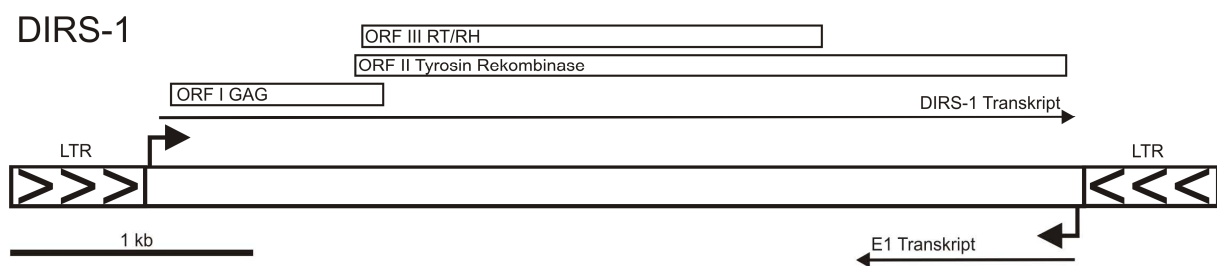 DIRS-1
ORF III RT/RH
ORF II Tyrosin Rekombinase
ORF I GAG
DIRS-1 Transkript
LTR
LTR
1 kb
E1 Transkript